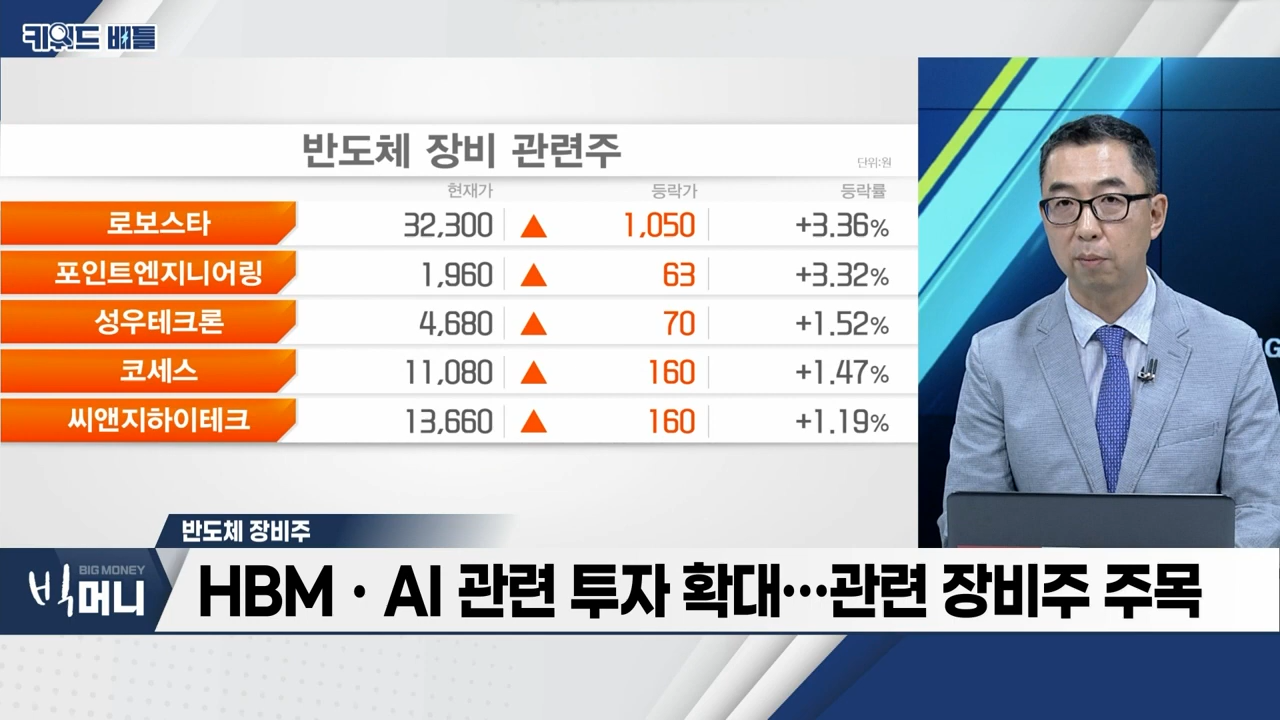 키워드 배틀
반도체 장비 관련주
단위:원
현재가 등락가 등락률
로보스타 32,300 ▲ 1,050 +3.36%
포인트엔지니어링 1,960 ▲ 63 +3.32%
성우테크론 4,680 ▲ 70 +1.52%
코세스 11,080 ▲ 160 +1.47%
씨앤지하이테크 13,660 ▲ 160 +1.19%
반도체 장비주
BIG MONEY
빅머니
HBM · AI 관련 투자 확대…관련 장비주 주목